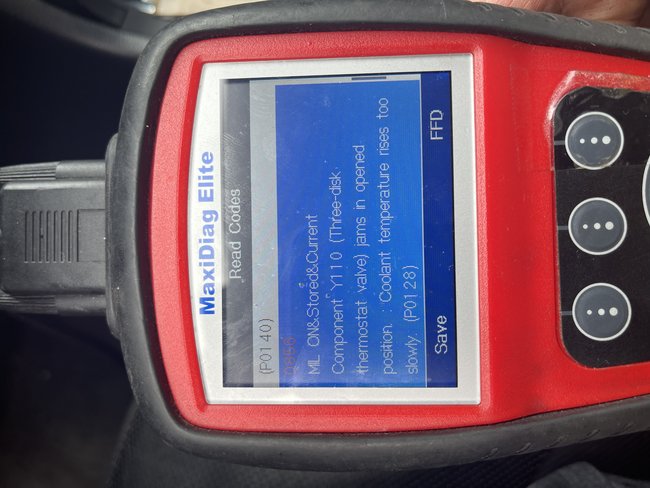 MaxiDiag Elite
Read Codes
(P0140)
MIL ON&Stored&Current
Component Y110 (Three-disk
thermostat valve) jams in opened
position. : Coolant temperature rises too
slowly. (P0128)
Save FFD